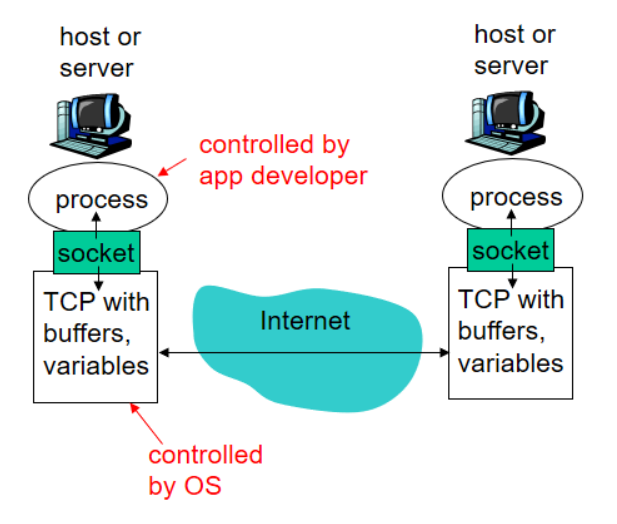 host or
server
host or
server
controlled by
app developer
process
process
socket
socket
TCP with
buffers,
variables
Internet
TCP with
buffers,
variables
controlled
by OS